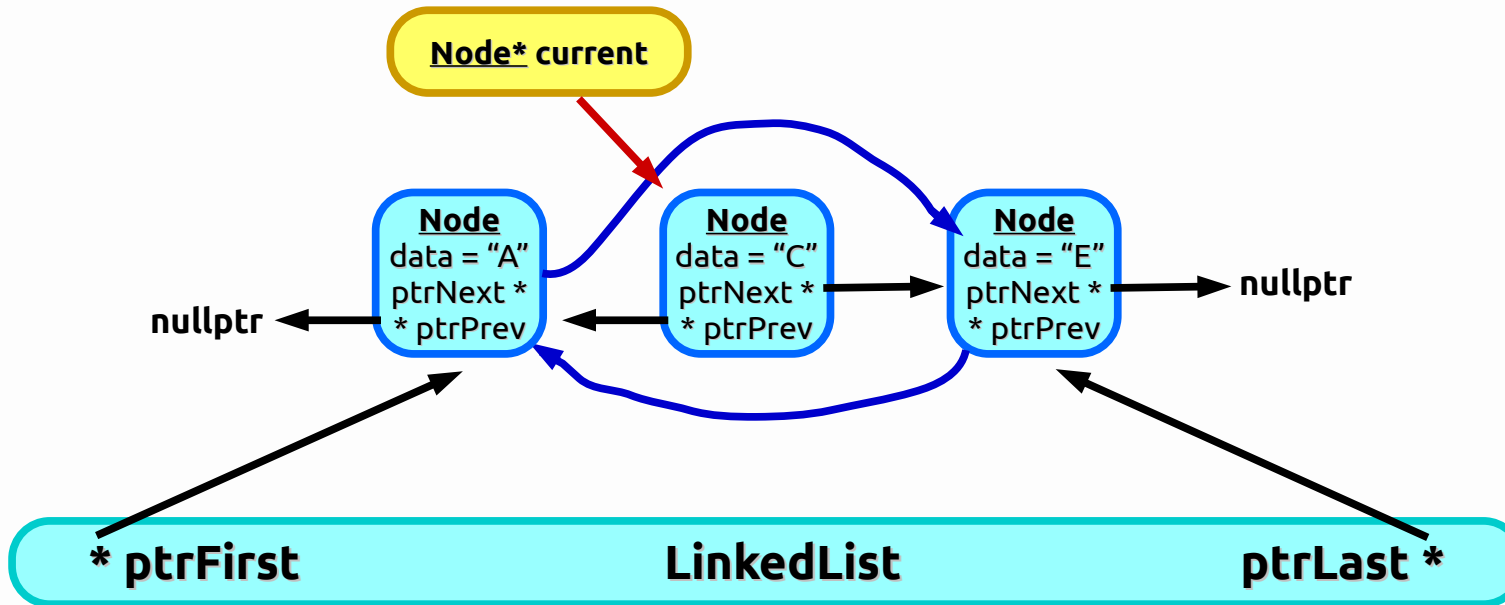 Node* current
Node
data = “A”
ptrNext *
* ptrPrev
Node
data = “C”
ptrNext *
* ptrPrev
Node
data = “E”
ptrNext *
* ptrPrev
nullptr
nullptr
* ptrFirst
LinkedList
ptrLast *